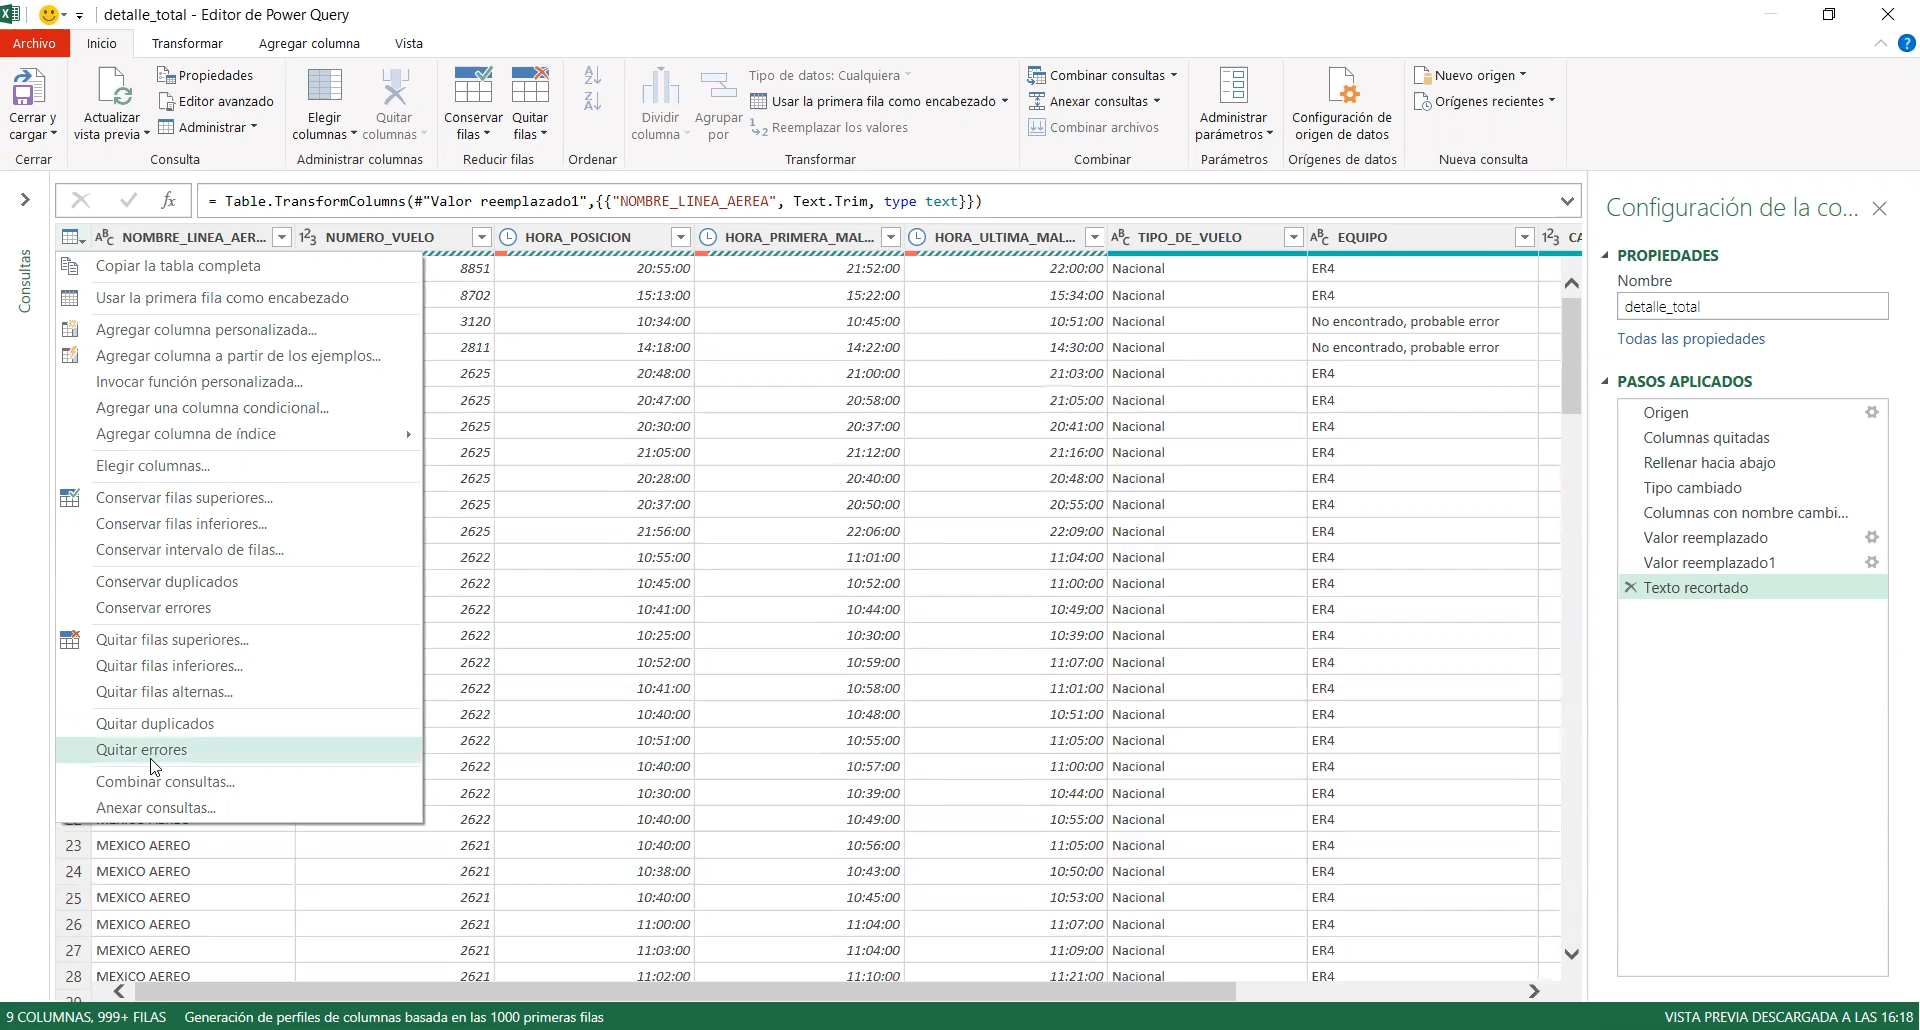 detalle_total - Editor de Power Query
Archivo Inicio Transformar Agregar columna Vista
Cerrar y cargar
Cerrar
Actualizar vista previa
Propiedades
Editor avanzado
Administrar
Consulta
Elegir columnas
Quitar columnas
Administrar columnas
Conservar filas
Quitar filas
Reducir filas
Ordenar
Dividir columna
Agrupar por
Tipo de datos: Cualquiera
Usar la primera fila como encabezado
Reemplazar los valores
Transformar
Combinar consultas
Anexar consultas
Combinar archivos
Combinar
Administrar parámetros
Parámetros
Configuración de origen de datos
Orígenes de datos
Nuevo origen
Orígenes recientes
Nueva consulta
Consultas
fx = Table.TransformColumns(#"Valor reemplazado1",{{"NOMBRE_LINEA_AEREA", Text.Trim, type text}})
NOMBRE_LINEA_AER... NUMERO_VUELO HORA_POSICION HORA_PRIMERA_MAL... HORA_ULTIMA_MAL... TIPO_DE_VUELO EQUIPO CA
Copiar la tabla completa
Usar la primera fila como encabezado
Agregar columna personalizada...
Agregar columna a partir de los ejemplos...
Invocar función personalizada...
Agregar una columna condicional...
Agregar columna de índice
Elegir columnas...
Conservar filas superiores...
Conservar filas inferiores...
Conservar intervalo de filas...
Conservar duplicados
Conservar errores
Quitar filas superiores...
Quitar filas inferiores...
Quitar filas alternas...
Quitar duplicados
Quitar errores
Combinar consultas...
Anexar consultas...
8851 20:55:00 21:52:00 22:00:00 Nacional ER4
8702 15:13:00 15:22:00 15:34:00 Nacional ER4
3120 10:34:00 10:45:00 10:51:00 Nacional No encontrado, probable error
2811 14:18:00 14:22:00 14:30:00 Nacional No encontrado, probable error
2625 20:48:00 21:00:00 21:03:00 Nacional ER4
2625 20:47:00 20:58:00 21:05:00 Nacional ER4
2625 20:30:00 20:37:00 20:41:00 Nacional ER4
2625 21:05:00 21:12:00 21:16:00 Nacional ER4
2625 20:28:00 20:40:00 20:48:00 Nacional ER4
2625 20:37:00 20:50:00 20:55:00 Nacional ER4
2625 21:56:00 22:06:00 22:09:00 Nacional ER4
2622 10:55:00 11:01:00 11:04:00 Nacional ER4
2622 10:45:00 10:52:00 11:00:00 Nacional ER4
2622 10:41:00 10:44:00 10:49:00 Nacional ER4
2622 10:25:00 10:30:00 10:39:00 Nacional ER4
2622 10:52:00 10:59:00 11:07:00 Nacional ER4
2622 10:41:00 10:58:00 11:01:00 Nacional ER4
2622 10:40:00 10:48:00 10:51:00 Nacional ER4
2622 10:51:00 10:55:00 11:05:00 Nacional ER4
2622 10:40:00 10:57:00 11:00:00 Nacional ER4
2622 10:30:00 10:39:00 10:44:00 Nacional ER4
2622 10:40:00 10:49:00 10:55:00 Nacional ER4
23 MEXICO AEREO 2621 10:40:00 10:56:00 11:05:00 Nacional ER4
24 MEXICO AEREO 2621 10:38:00 10:43:00 10:50:00 Nacional ER4
25 MEXICO AEREO 2621 10:40:00 10:45:00 10:53:00 Nacional ER4
26 MEXICO AEREO 2621 11:00:00 11:04:00 11:07:00 Nacional ER4
27 MEXICO AEREO 2621 11:03:00 11:04:00 11:09:00 Nacional ER4
28 MEXICO AEREO 2621 11:02:00 11:10:00 11:21:00 Nacional ER4
Configuración de la co...
PROPIEDADES
Nombre
detalle_total
Todas las propiedades
PASOS APLICADOS
Origen
Columnas quitadas
Rellenar hacia abajo
Tipo cambiado
Columnas con nombre cambi...
Valor reemplazado
Valor reemplazado1
Texto recortado
9 COLUMNAS, 999+ FILAS Generación de perfiles de columnas basada en las 1000 primeras filas VISTA PREVIA DESCARGADA A LAS 16:18